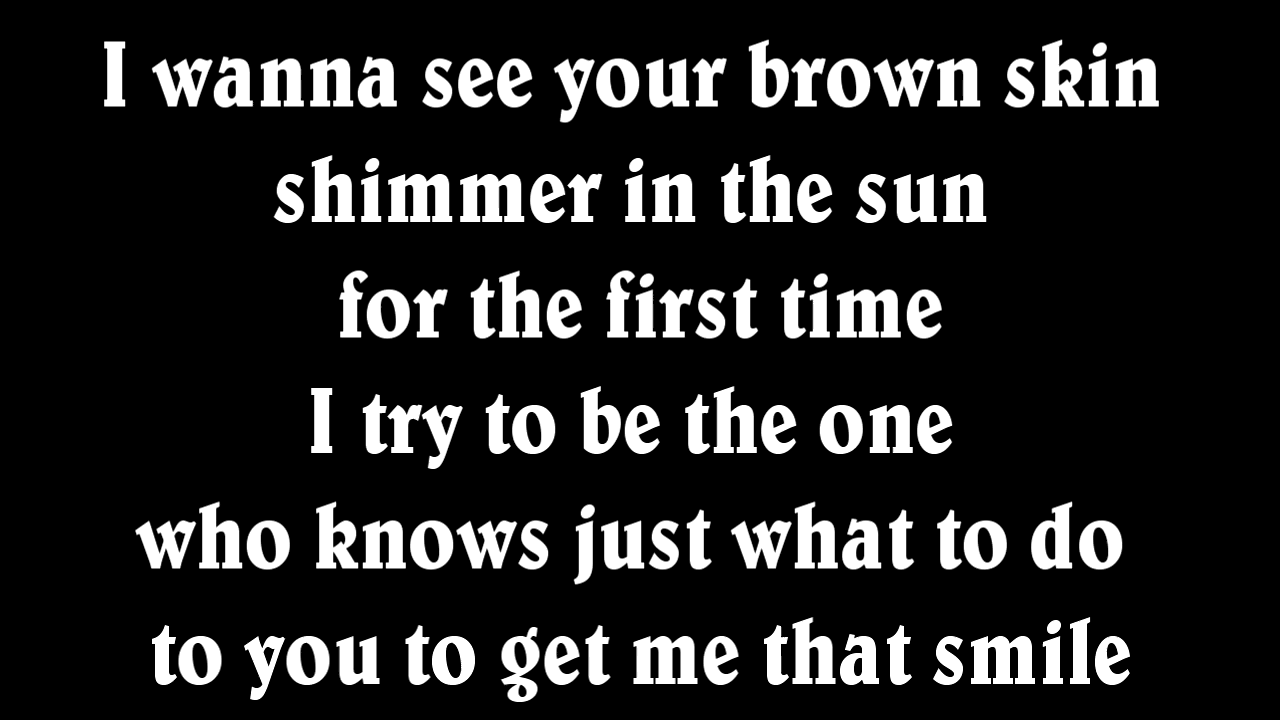 I wanna see your brown skin
shimmer in the sun
for the first time
I try to be the one
who knows just what to do
to you to get me that smile